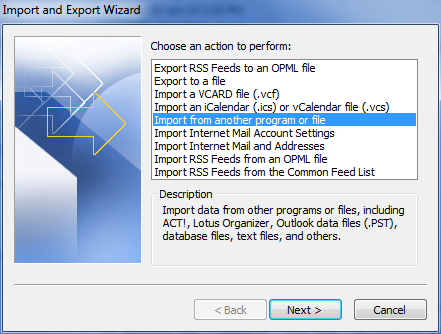 Import and Export Wizard
Choose an action to perform:
Export RSS Feeds to an OPML file
Export to a file
Import a VCARD file (.vcf)
Import an iCalendar (.ics) or vCalendar file (.vcs)
Import from another program or file
Import Internet Mail Account Settings
Import Internet Mail and Addresses
Import RSS Feeds from an OPML file
Import RSS Feeds from the Common Feed List
Description
Import data from other programs or files, including
ACT!, Lotus Organizer, Outlook data files (.PST),
database files, text files, and others.
< Back
Next >
Cancel